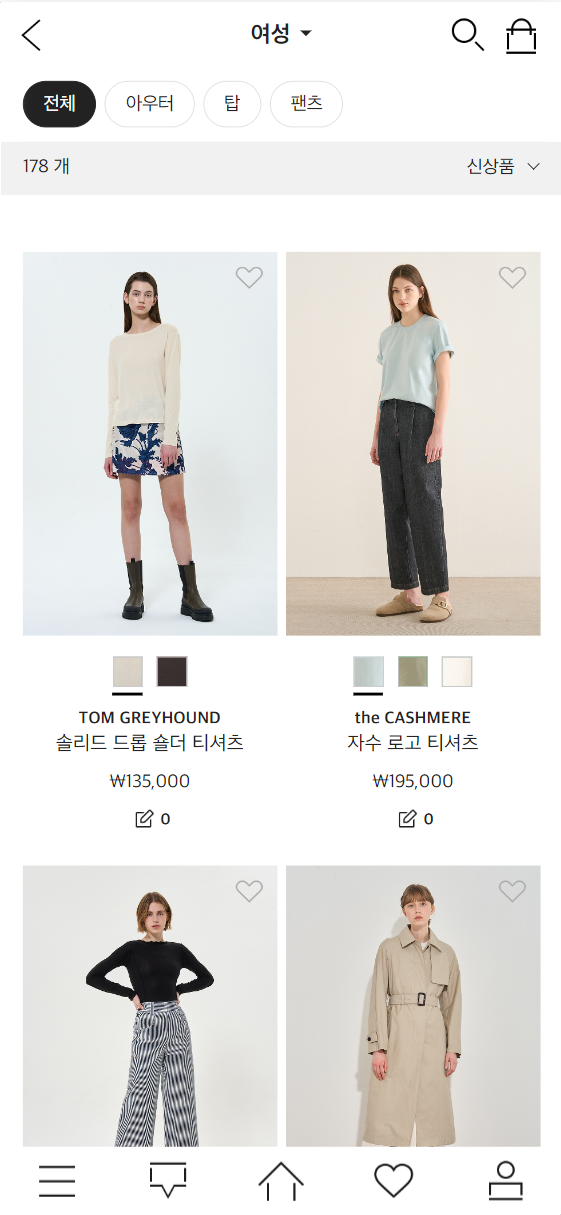 여성
전체
아우터
탑
팬츠
178 개
신상품
TOM GREYHOUND
솔리드 드롭 숄더 티셔츠
₩135,000
0
the CASHMERE
자수 로고 티셔츠
₩195,000
0